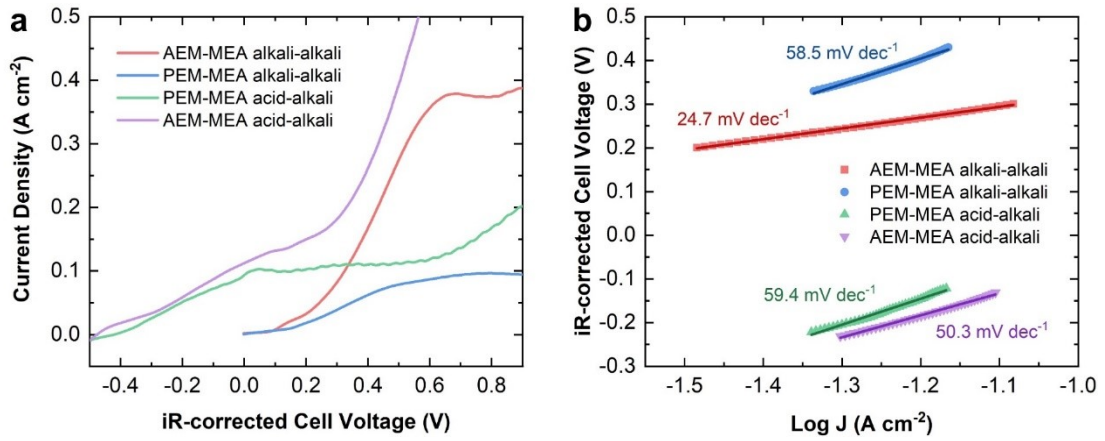 a
AEM-MEA alkali-alkali
PEM-MEA alkali-alkali
PEM-MEA acid-alkali
AEM-MEA acid-alkali
Current Density (A cm⁻²)
0.5
0.4
0.3
0.2
0.1
0.0
-0.4 -0.2 0.0 0.2 0.4 0.6 0.8
iR-corrected Cell Voltage (V)
b
58.5 mV dec⁻¹
24.7 mV dec⁻¹
AEM-MEA alkali-alkali
PEM-MEA alkali-alkali
PEM-MEA acid-alkali
AEM-MEA acid-alkali
59.4 mV dec⁻¹
50.3 mV dec⁻¹
iR-corrected Cell Voltage (V)
0.5
0.4
0.3
0.2
0.1
0.0
-0.1
-0.2
-0.3
-1.5 -1.4 -1.3 -1.2 -1.1 -1.0
Log J (A cm⁻²)